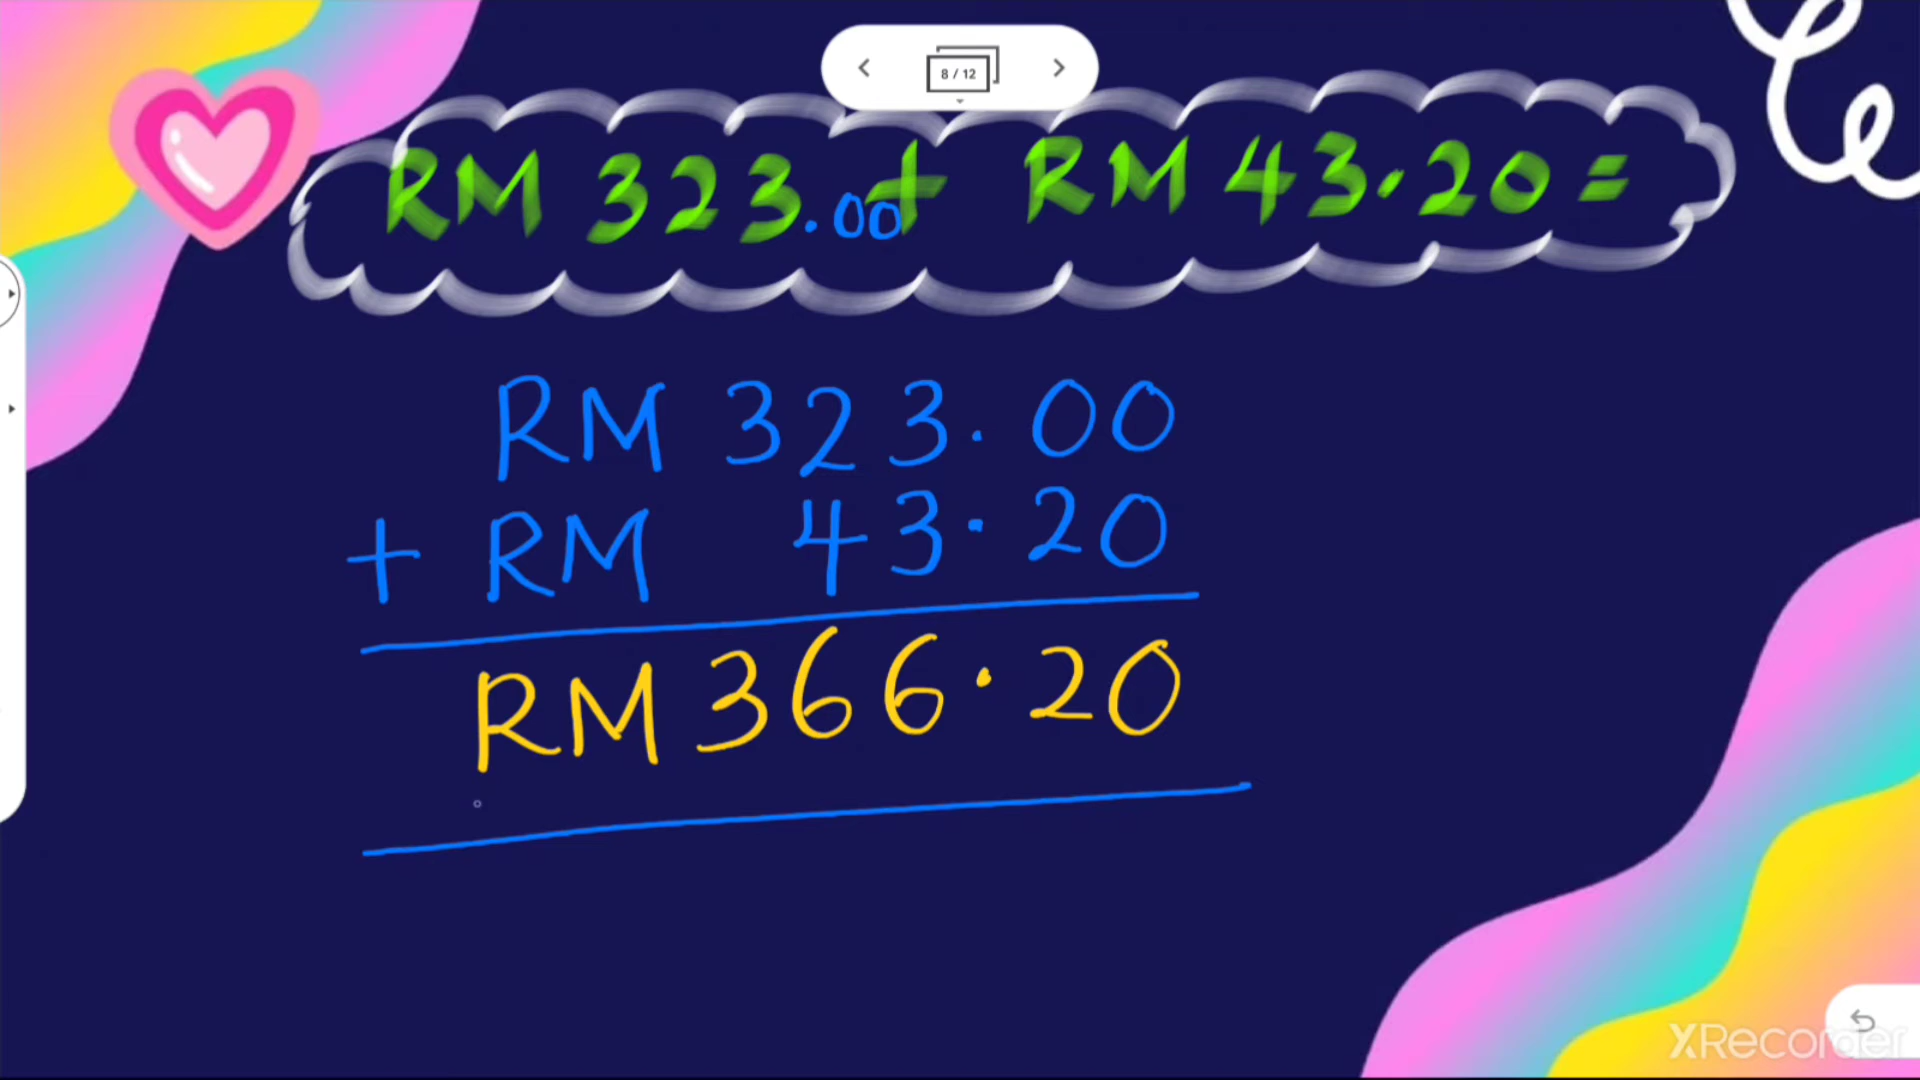 8 / 12
RM 323.00 + RM 43.20 =
RM 323.00
+ RM 43.20
RM 366.20
XRecorder